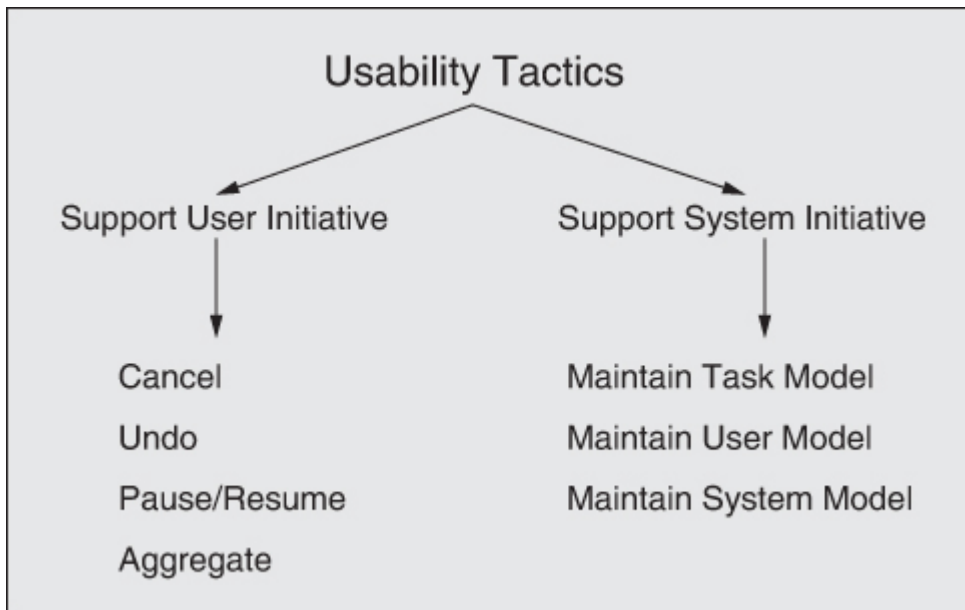 Usability Tactics
Support User Initiative
Support System Initiative
Cancel
Undo
Pause/Resume
Aggregate
Maintain Task Model
Maintain User Model
Maintain System Model